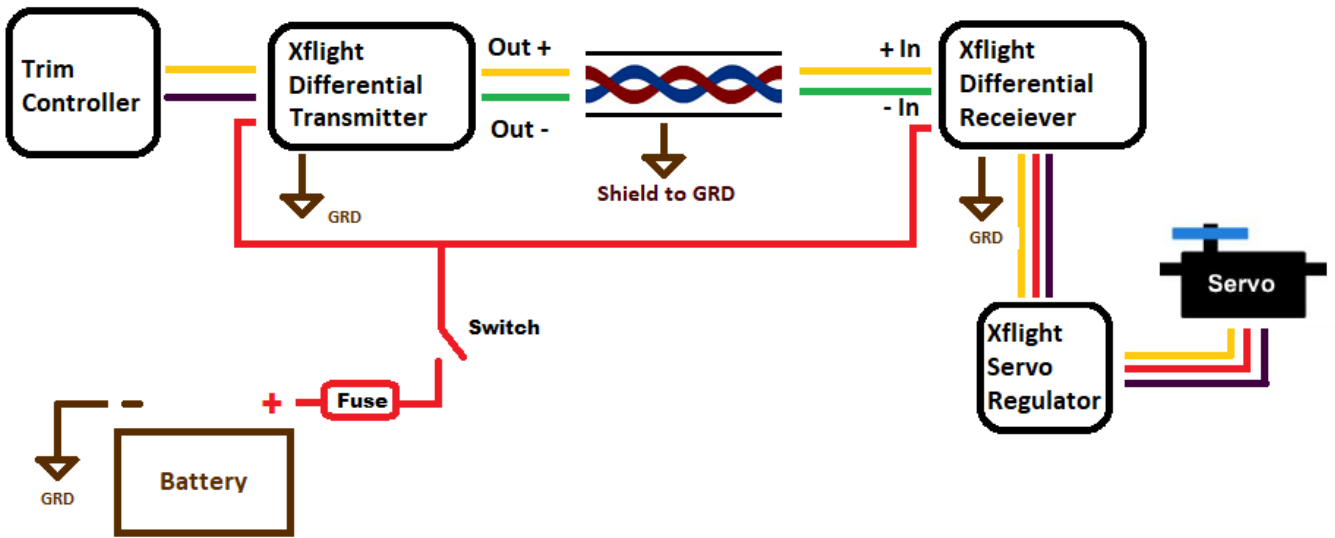 Trim
Controller
Xflight
Differential
Transmitter
Out +
Out -
+ In
- In
Xflight
Differential
Receiever
GRD
Shield to GRD
GRD
Switch
Servo
Xflight
Servo
Regulator
+
Fuse
Battery
GRD